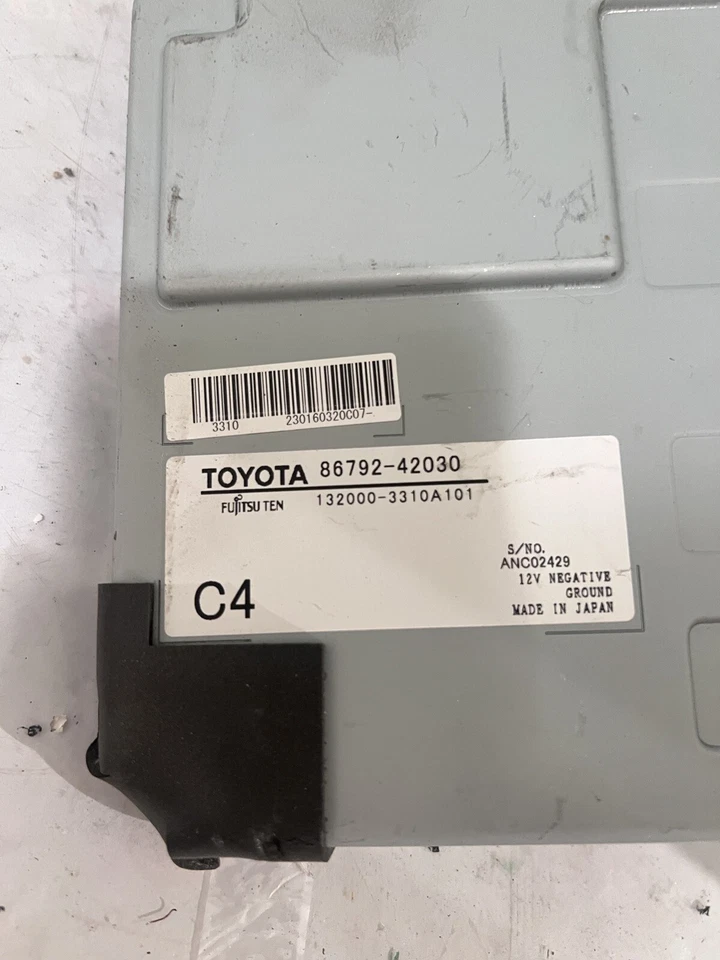 3310 230160320C07-
TOYOTA 86792-42030
FUJITSU TEN 132000-3310A101
S/NO.
ANC02429
12V NEGATIVE
GROUND
MADE IN JAPAN
C4